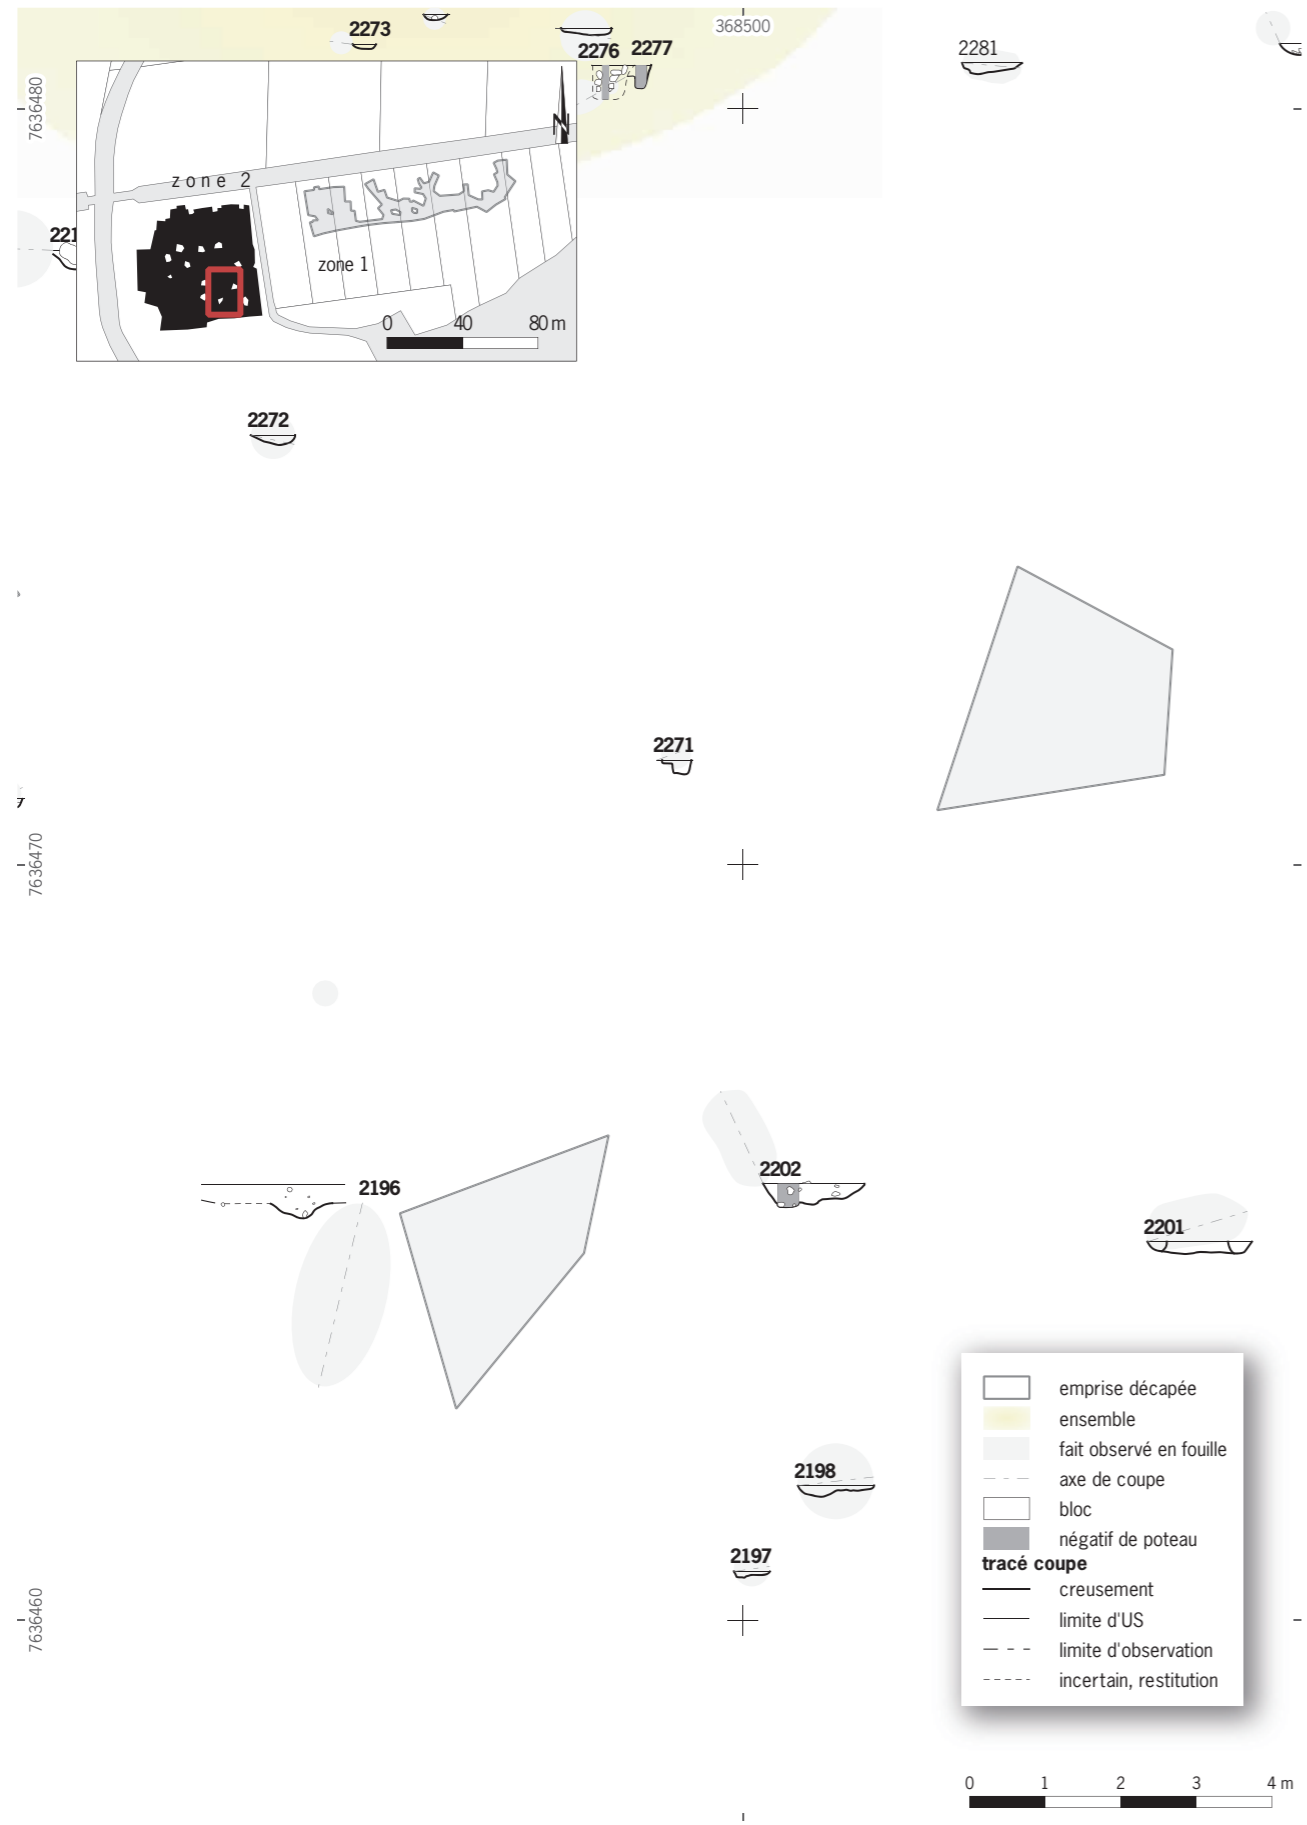 2273
368500
2276 2277
2281
7636480
N
zone 2
221
zone 1
0 40 80 m
2272
2271
7636470
2196
2202
2201
2198
2197
7636460
emprise décapée
ensemble
fait observé en fouille
axe de coupe
bloc
négatif de poteau
tracé coupe
creusement
limite d'US
limite d'observation
incertain, restitution
0 1 2 3 4 m